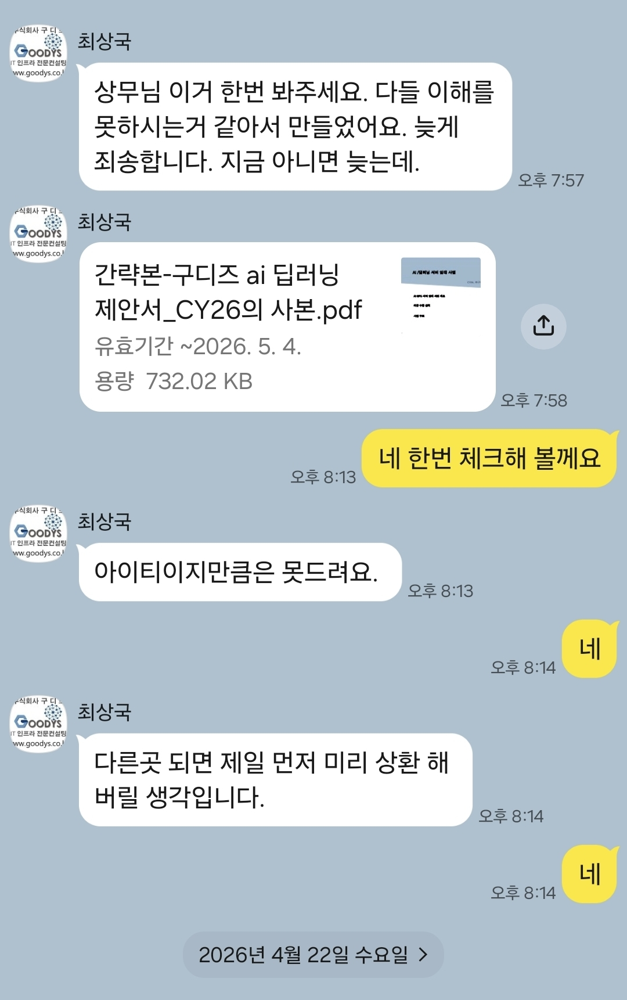 식회사 구 디
GOODYS
IT 인프라 전문컨설팅
ww.goodys.co.
최상국
상무님 이거 한번 봐주세요. 다들 이해를
못하시는거 같아서 만들었어요. 늦게
죄송합니다. 지금 아니면 늦는데.
오후 7:57
식회사 구 디
GOODYS
IT 인프라 전문컨설팅
ww.goodys.co.
최상국
간략본-구디즈 ai 딥러닝
제안서_CY26의 사본.pdf
유효기간 ~2026. 5. 4.
용량 732.02 KB
AI /딥러닝 서버 임대 사업
오후 7:58
네 한번 체크해 볼께요
오후 8:13
식회사 구 디
GOODYS
IT 인프라 전문컨설팅
ww.goodys.co.
최상국
아이티이지만큼은 못드려요.
오후 8:13
네
오후 8:14
식회사 구 디
GOODYS
IT 인프라 전문컨설팅
ww.goodys.co.
최상국
다른곳 되면 제일 먼저 미리 상환 해
버릴 생각입니다.
오후 8:14
네
오후 8:14
2026년 4월 22일 수요일